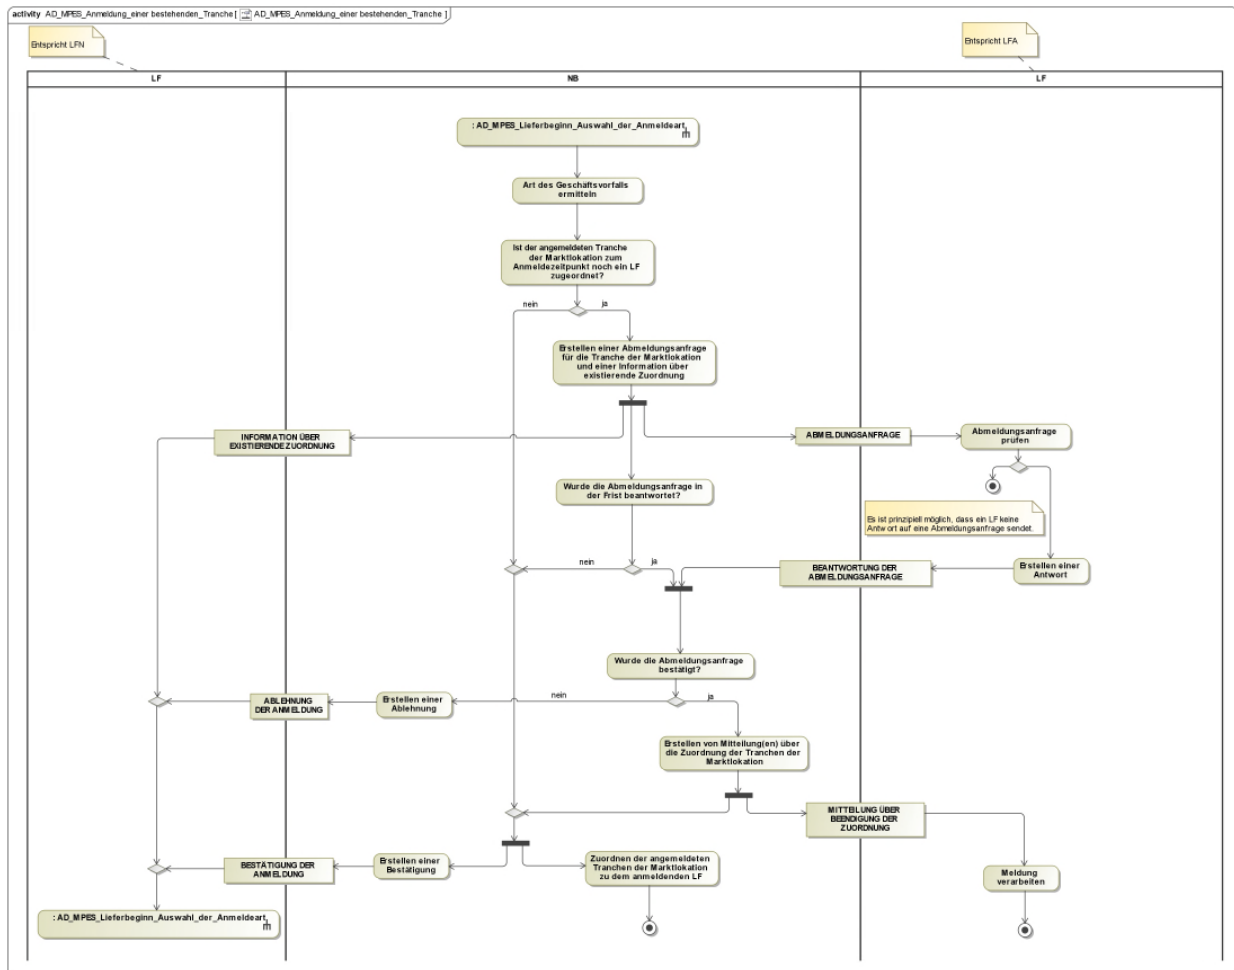 activity AD_MPES_Anmeldung_einer bestehenden_Tranche [ AD_MPES_Anmeldung_einer bestehenden_Tranche ]
Entspricht LFN
Entspricht LFA
LF
NB
LF
: AD_MPES_Lieferbeginn_Auswahl_der_Anmeldeart
Art des Geschäftsvorfalls
ermitteln
Ist der angemeldeten Tranche
der Marktlokation zum
Anmeldezeitpunkt noch ein LF
zugeordnet?
nein
ja
Erstellen einer Abmeldungsanfrage
für die Tranche der Marktlokation
und einer Information über
existierende Zuordnung
INFORMATION ÜBER
EXISTIERENDE ZUORDNUNG
ABMELDUNGSANFRAGE
Abmeldungsanfrage
prüfen
Wurde die Abmeldungsanfrage in
der Frist beantwortet?
Es ist prinzipiell möglich, dass ein LF keine
Antwort auf eine Abmeldungsanfrage sendet.
nein
ja
BEANTWORTUNG DER
ABMELDUNGSANFRAGE
Erstellen einer
Antwort
Wurde die Abmeldungsanfrage
bestätigt?
nein
ja
ABLEHNUNG
DER ANMELDUNG
Erstellen einer
Ablehnung
Erstellen von Mitteilung(en) über
die Zuordnung der Tranchen der
Marktlokation
MITTEILUNG ÜBER
BEENDIGUNG DER
ZUORDNUNG
BESTÄTIGUNG DER
ANMELDUNG
Erstellen einer
Bestätigung
Zuordnen der angemeldeten
Tranchen der Marktlokation
zu dem anmeldenden LF
Meldung
verarbeiten
: AD_MPES_Lieferbeginn_Auswahl_der_Anmeldeart